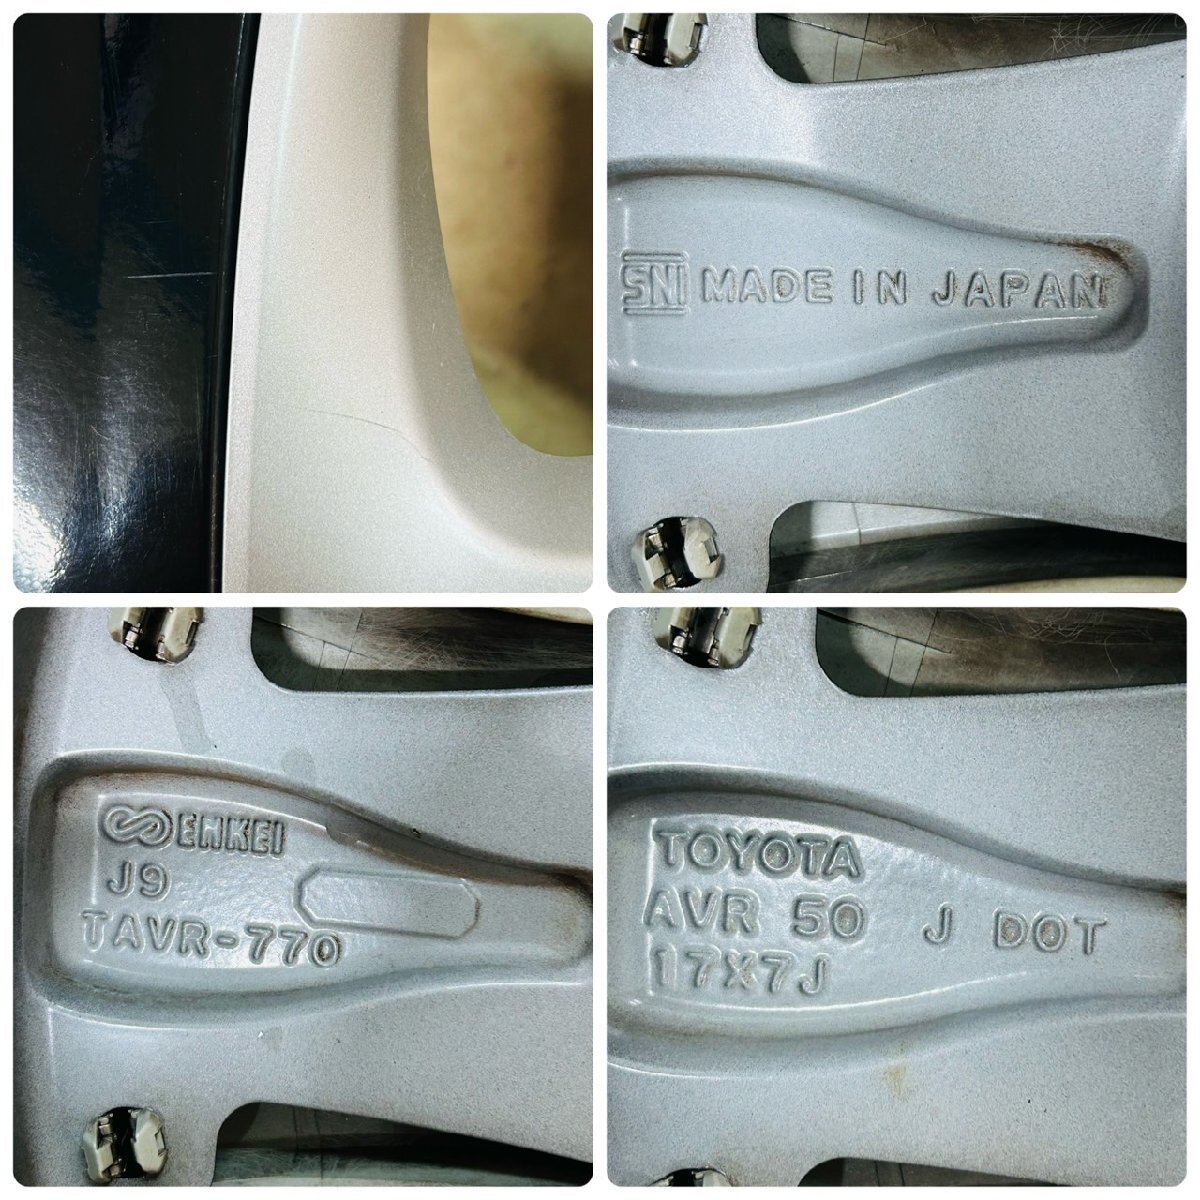 SNI MADE IN JAPAN
ENKEI
J9
TAVR-770
TOYOTA
AVR 50 J DOT
17X7J